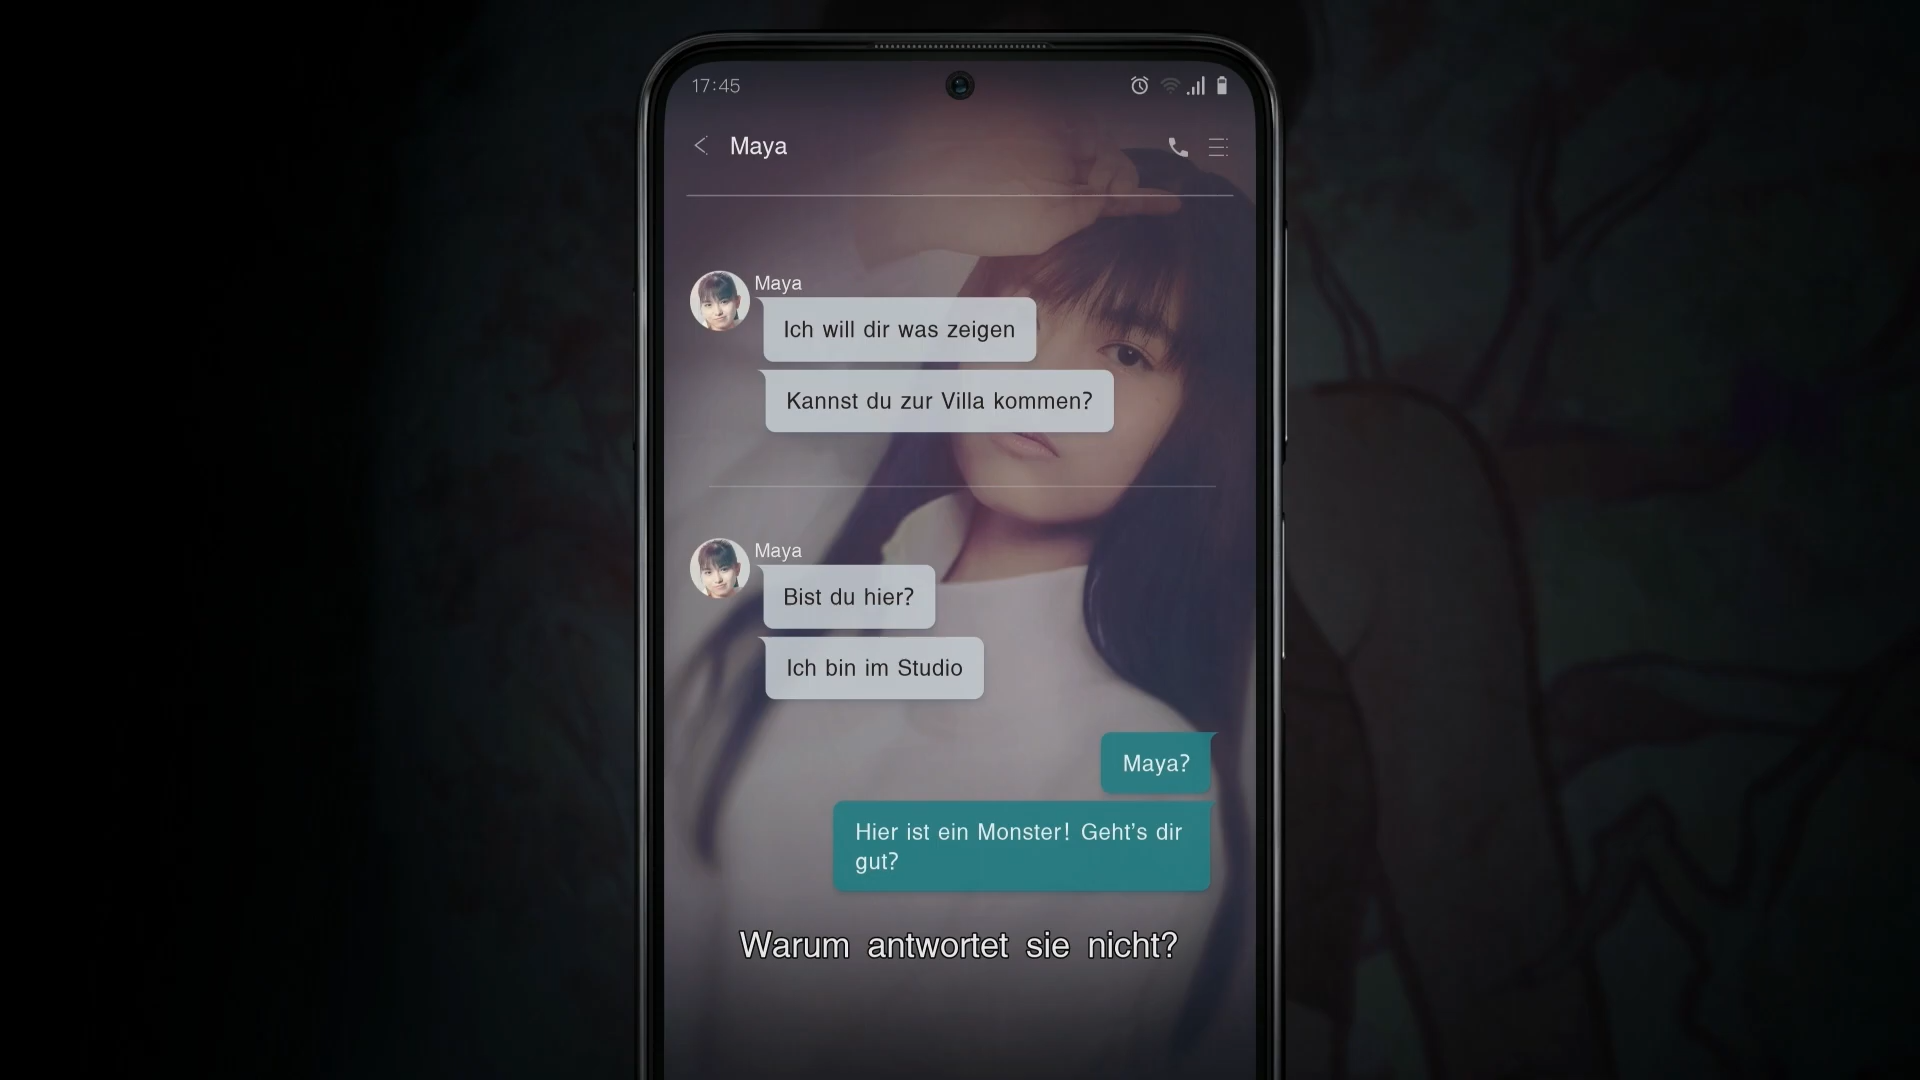 17:45
Maya
Maya
Ich will dir was zeigen
Kannst du zur Villa kommen?
Maya
Bist du hier?
Ich bin im Studio
Maya?
Hier ist ein Monster! Geht's dir
gut?
Warum antwortet sie nicht?